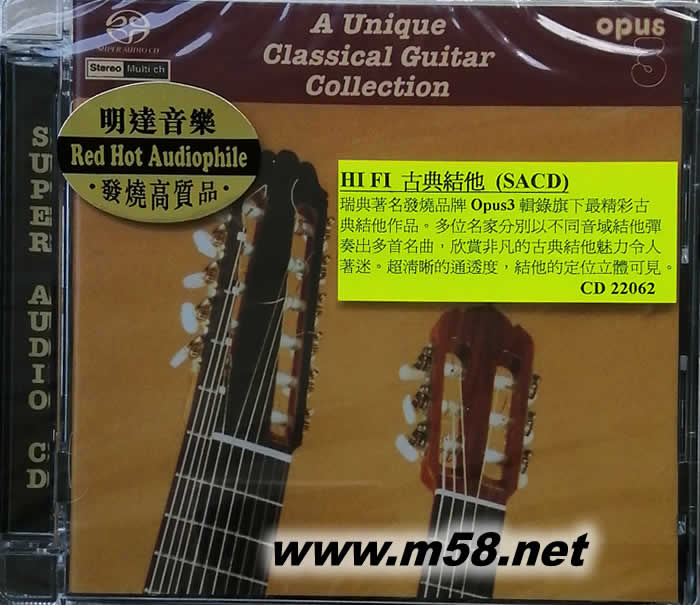 A Unique
Classical Guitar
Collection
opus
3
SUPER AUDIO CD
Stereo Multi ch
明達音樂
Red Hot Audiophile
·發燒高質品·
HI FI 古典結他 (SACD)
瑞典著名發燒品牌 Opus3 輯錄旗下最精彩古
典結他作品。多位名家分別以不同音域結他彈
奏出多首名曲，欣賞非凡的古典結他魅力令人
著迷。超清晰的通透度，結他的定位立體可見。
CD 22062
SUPER AUDIO CD
www.m58.net